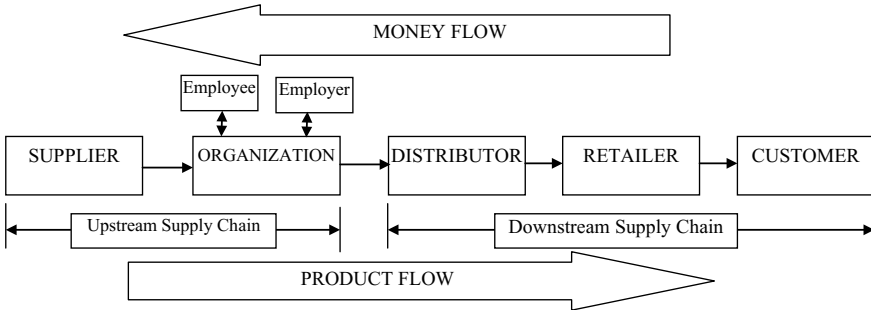 MONEY FLOW
Employee
Employer
SUPPLIER
ORGANIZATION
DISTRIBUTOR
RETAILER
CUSTOMER
Upstream Supply Chain
Downstream Supply Chain
PRODUCT FLOW